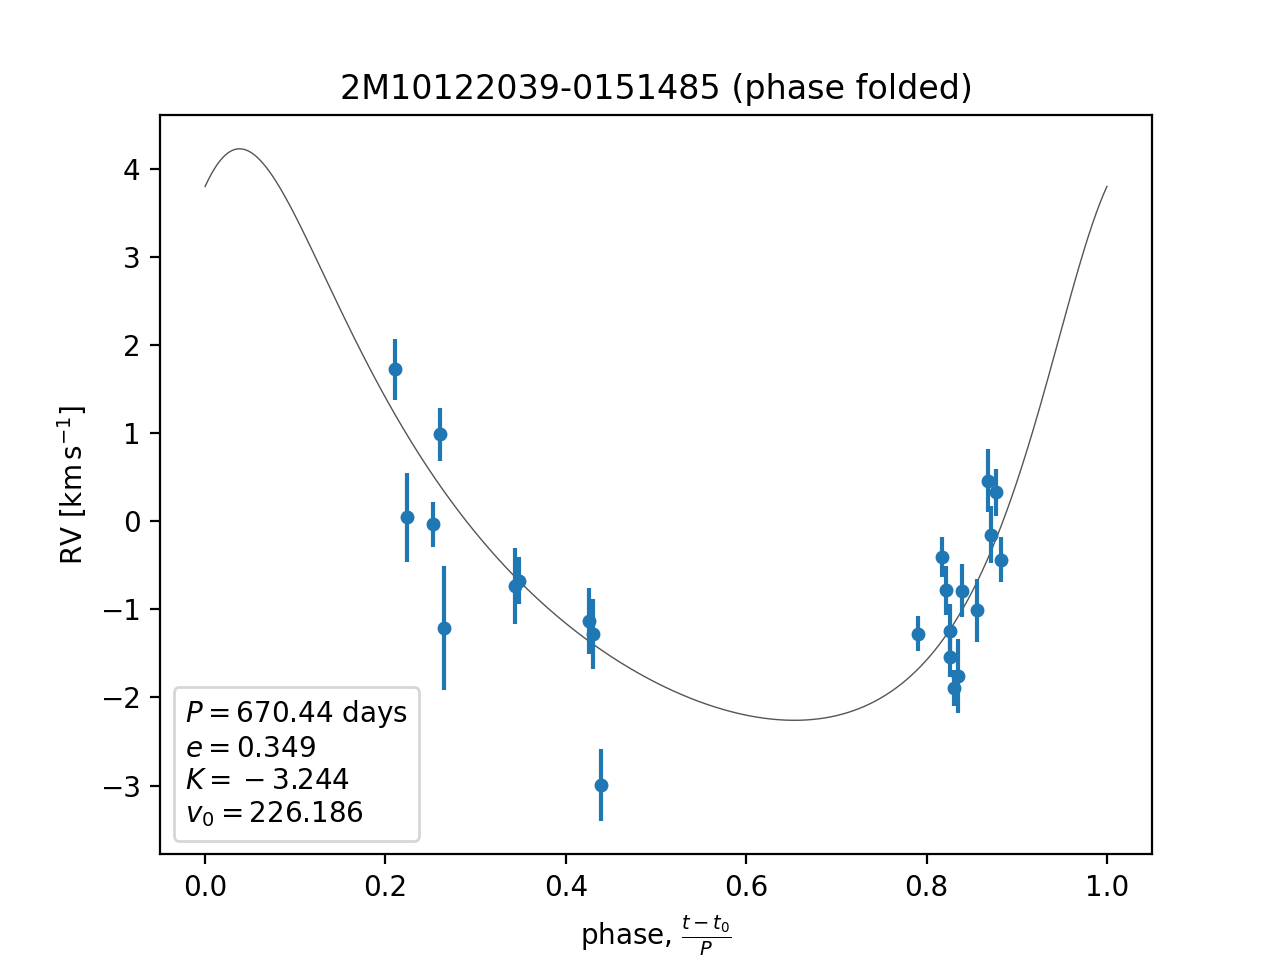 2M10122039-0151485 (phase folded)
4
3
2
1
0
−1
−2
−3
RV [km s⁻¹]
P = 670.44 days
e = 0.349
K = −3.244
v₀ = 226.186
0.0 0.2 0.4 0.6 0.8 1.0
phase, (t − t₀)/P